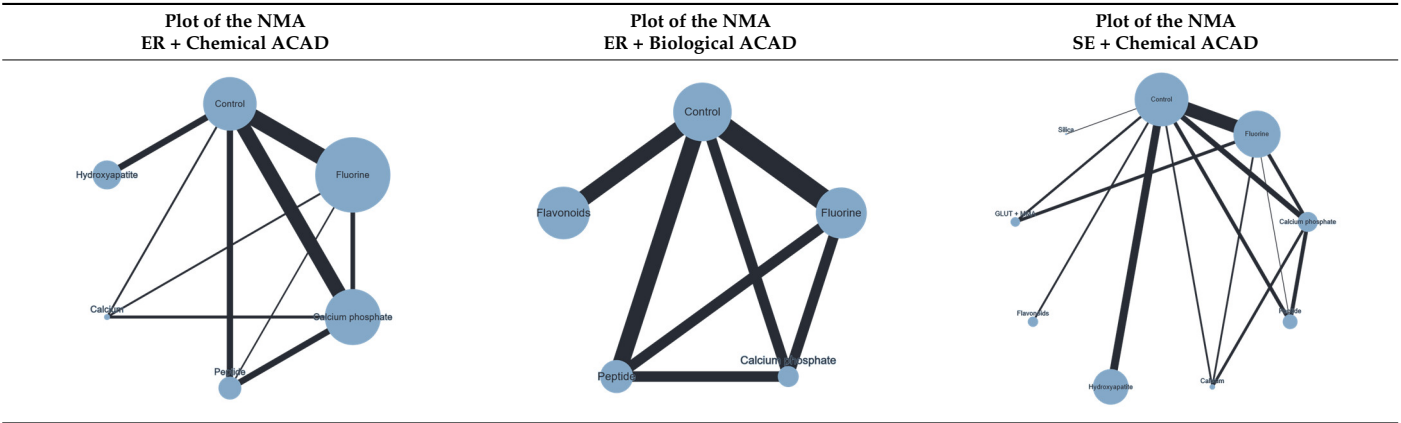 Plot of the NMA
ER + Chemical ACAD
Plot of the NMA
ER + Biological ACAD
Plot of the NMA
SE + Chemical ACAD
Control
Fluorine
Hydroxyapatite
Calcium
Calcium phosphate
Peptide
Control
Flavonoids
Fluorine
Peptide
Calcium phosphate
Control
Silica
Fluorine
GLUT +
Calcium phosphate
Flavonoids
Peptide
Hydroxyapatite
Calcium